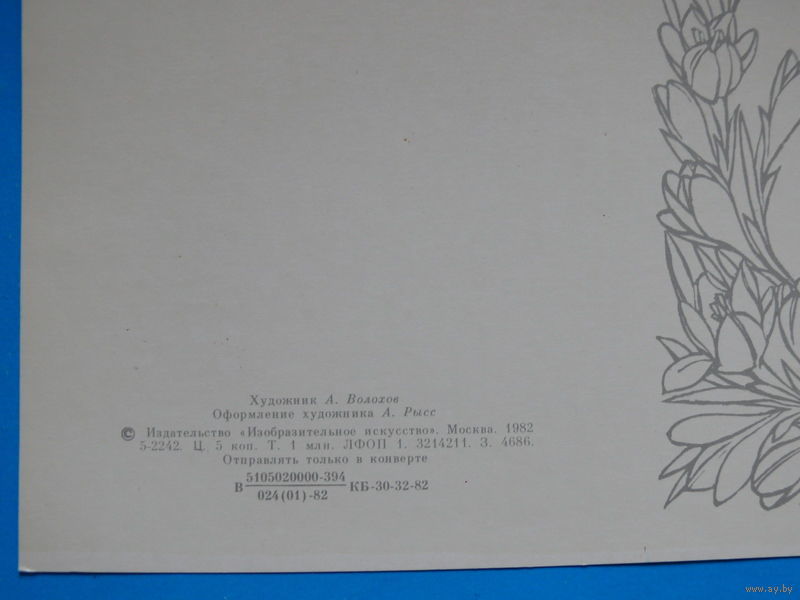 Художник А. Волохов
Оформление художника А. Рысс
© Издательство «Изобразительное искусство». Москва. 1982
5-2242. Ц. 5 коп. Т. 1 млн. ЛФОП 1. 3214211. З. 4686.
Отправлять только в конверте
В 5105020000-394 КБ-30-32-82
024(01)-82
www.ay.by